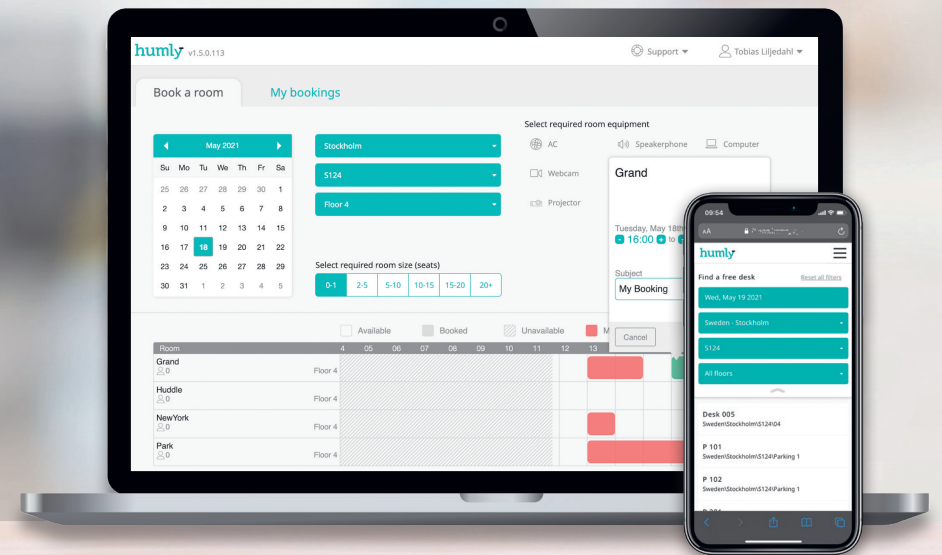 humly v1.5.0.113
Support
Tobias Liljedahl
Book a room
My bookings
May 2021
Su Mo Tu We Th Fr Sa
25 26 27 28 29 30 1
2 3 4 5 6 7 8
9 10 11 12 13 14 15
16 17 18 19 20 21 22
23 24 25 26 27 28 29
30 31 1 2 3 4 5
Stockholm
S124
Floor 4
Select required room size (seats)
0-1 2-5 5-10 10-15 15-20 20+
Select required room equipment
AC
Speakerphone
Computer
Webcam
Projector
Grand
Tuesday, May 18th
16:00 to
Subject
My Booking
Cancel
Available
Booked
Unavailable
M
Room
4 05 06 07 08 09 10 11 12 13
Grand
0
Floor 4
Huddle
0
Floor 4
NewYork
0
Floor 4
Park
0
Floor 4
09:54
AA
humly
Find a free desk
Reset all filters
Wed, May 19 2021
Sweden - Stockholm
S124
All floors
Desk 005
Sweden\Stockholm\S124\04
P 101
Sweden\Stockholm\S124\Parking 1
P 102
Sweden\Stockholm\S124\Parking 1